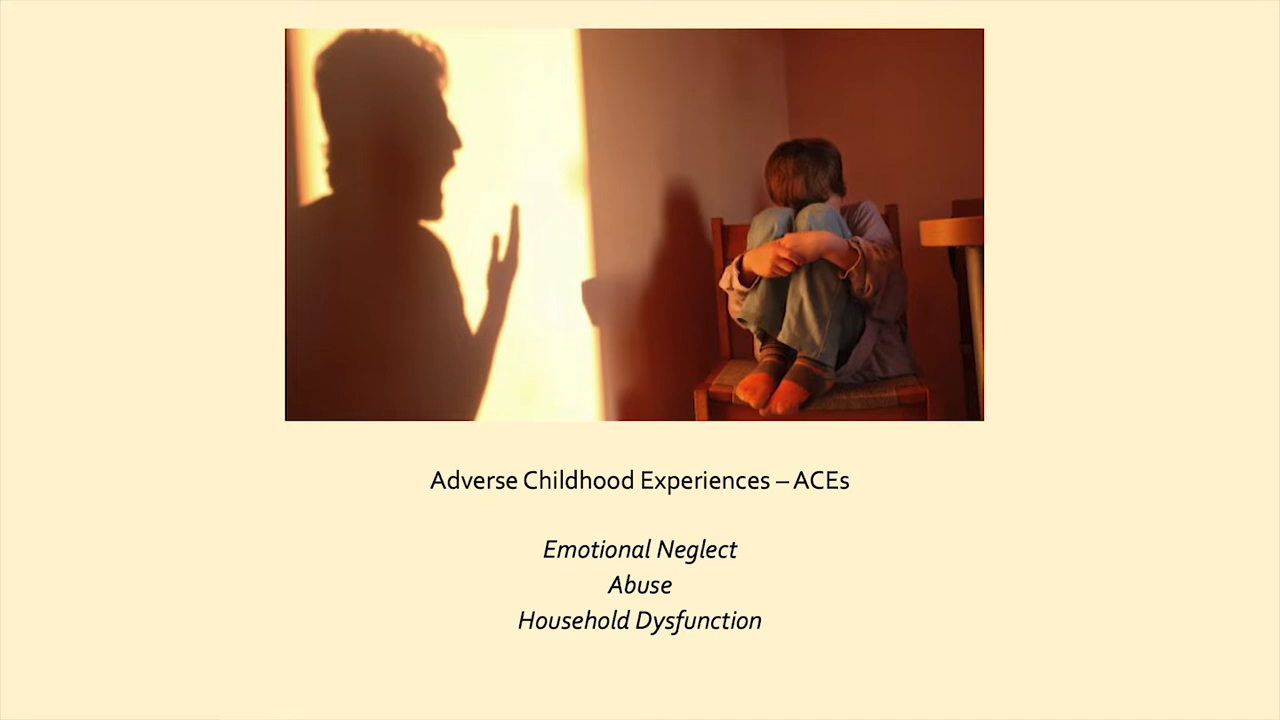 Adverse Childhood Experiences – ACEs
Emotional Neglect
Abuse
Household Dysfunction